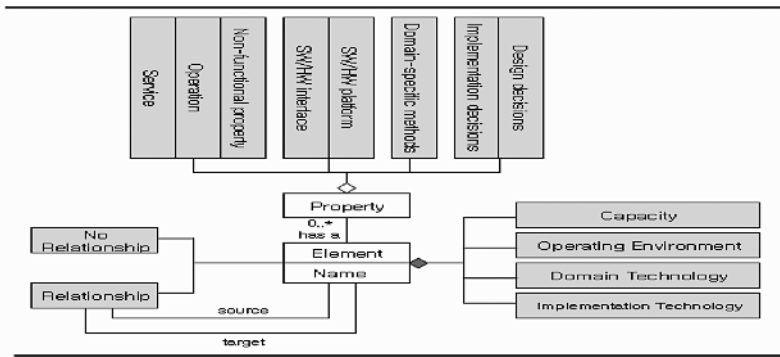 Service
Operation
Non-functional property
SW/HW interface
SW/HW platform
Domain-specific methods
Implementation decisions
Design decisions
Property
0..*
has a
No
Relationship
Element
Name
Relationship
source
target
Capacity
Operating Environment
Domain Technology
Implementation Technology